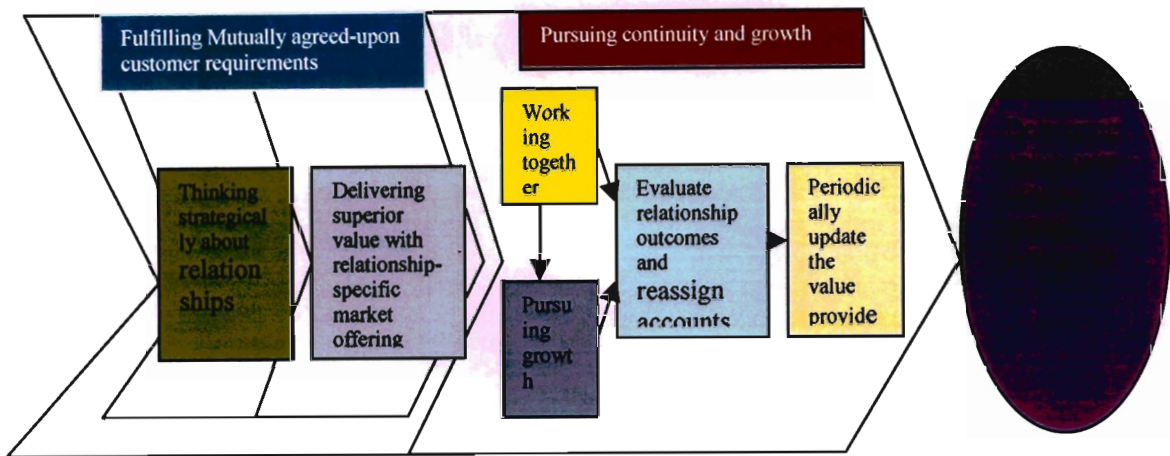 Fulfilling Mutually agreed-upon
customer requirements
Pursuing continuity and growth
Thinking
strategical
ly about
relation
ships
Delivering
superior
value with
relationship-
specific
market
offering
Work
ing
togeth
er
Pursu
ing
growt
h
Evaluate
relationship
outcomes
and
reassign
accounts
Periodic
ally
update
the
value
provide